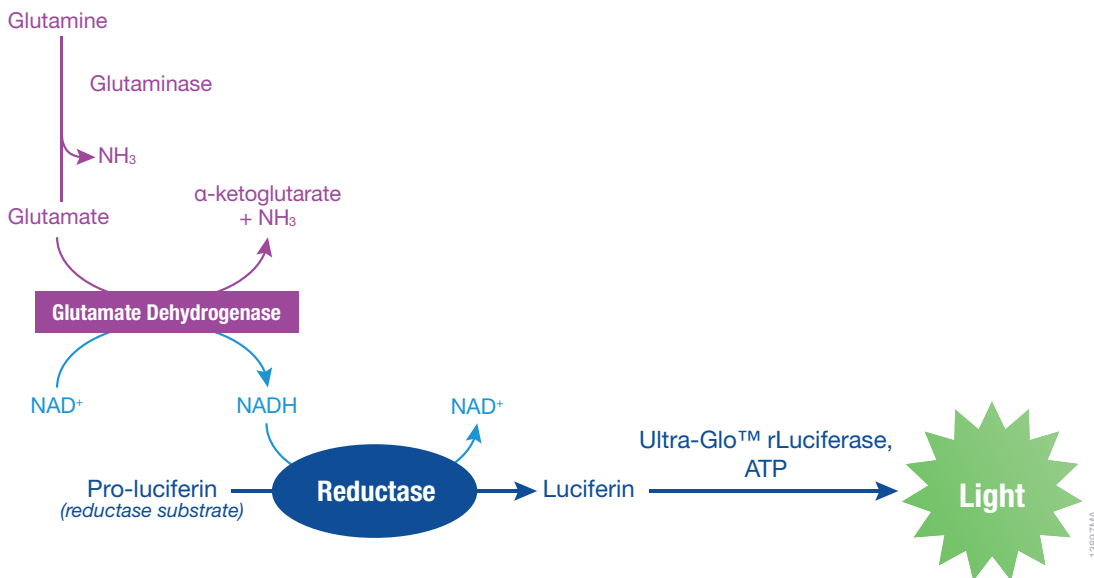 Glutamine
Glutaminase
NH₃
Glutamate
α-ketoglutarate
+ NH₃
Glutamate Dehydrogenase
NAD⁺
NADH
NAD⁺
Pro-luciferin
(reductase substrate)
Reductase
Luciferin
Ultra-Glo™ rLuciferase,
ATP
Light